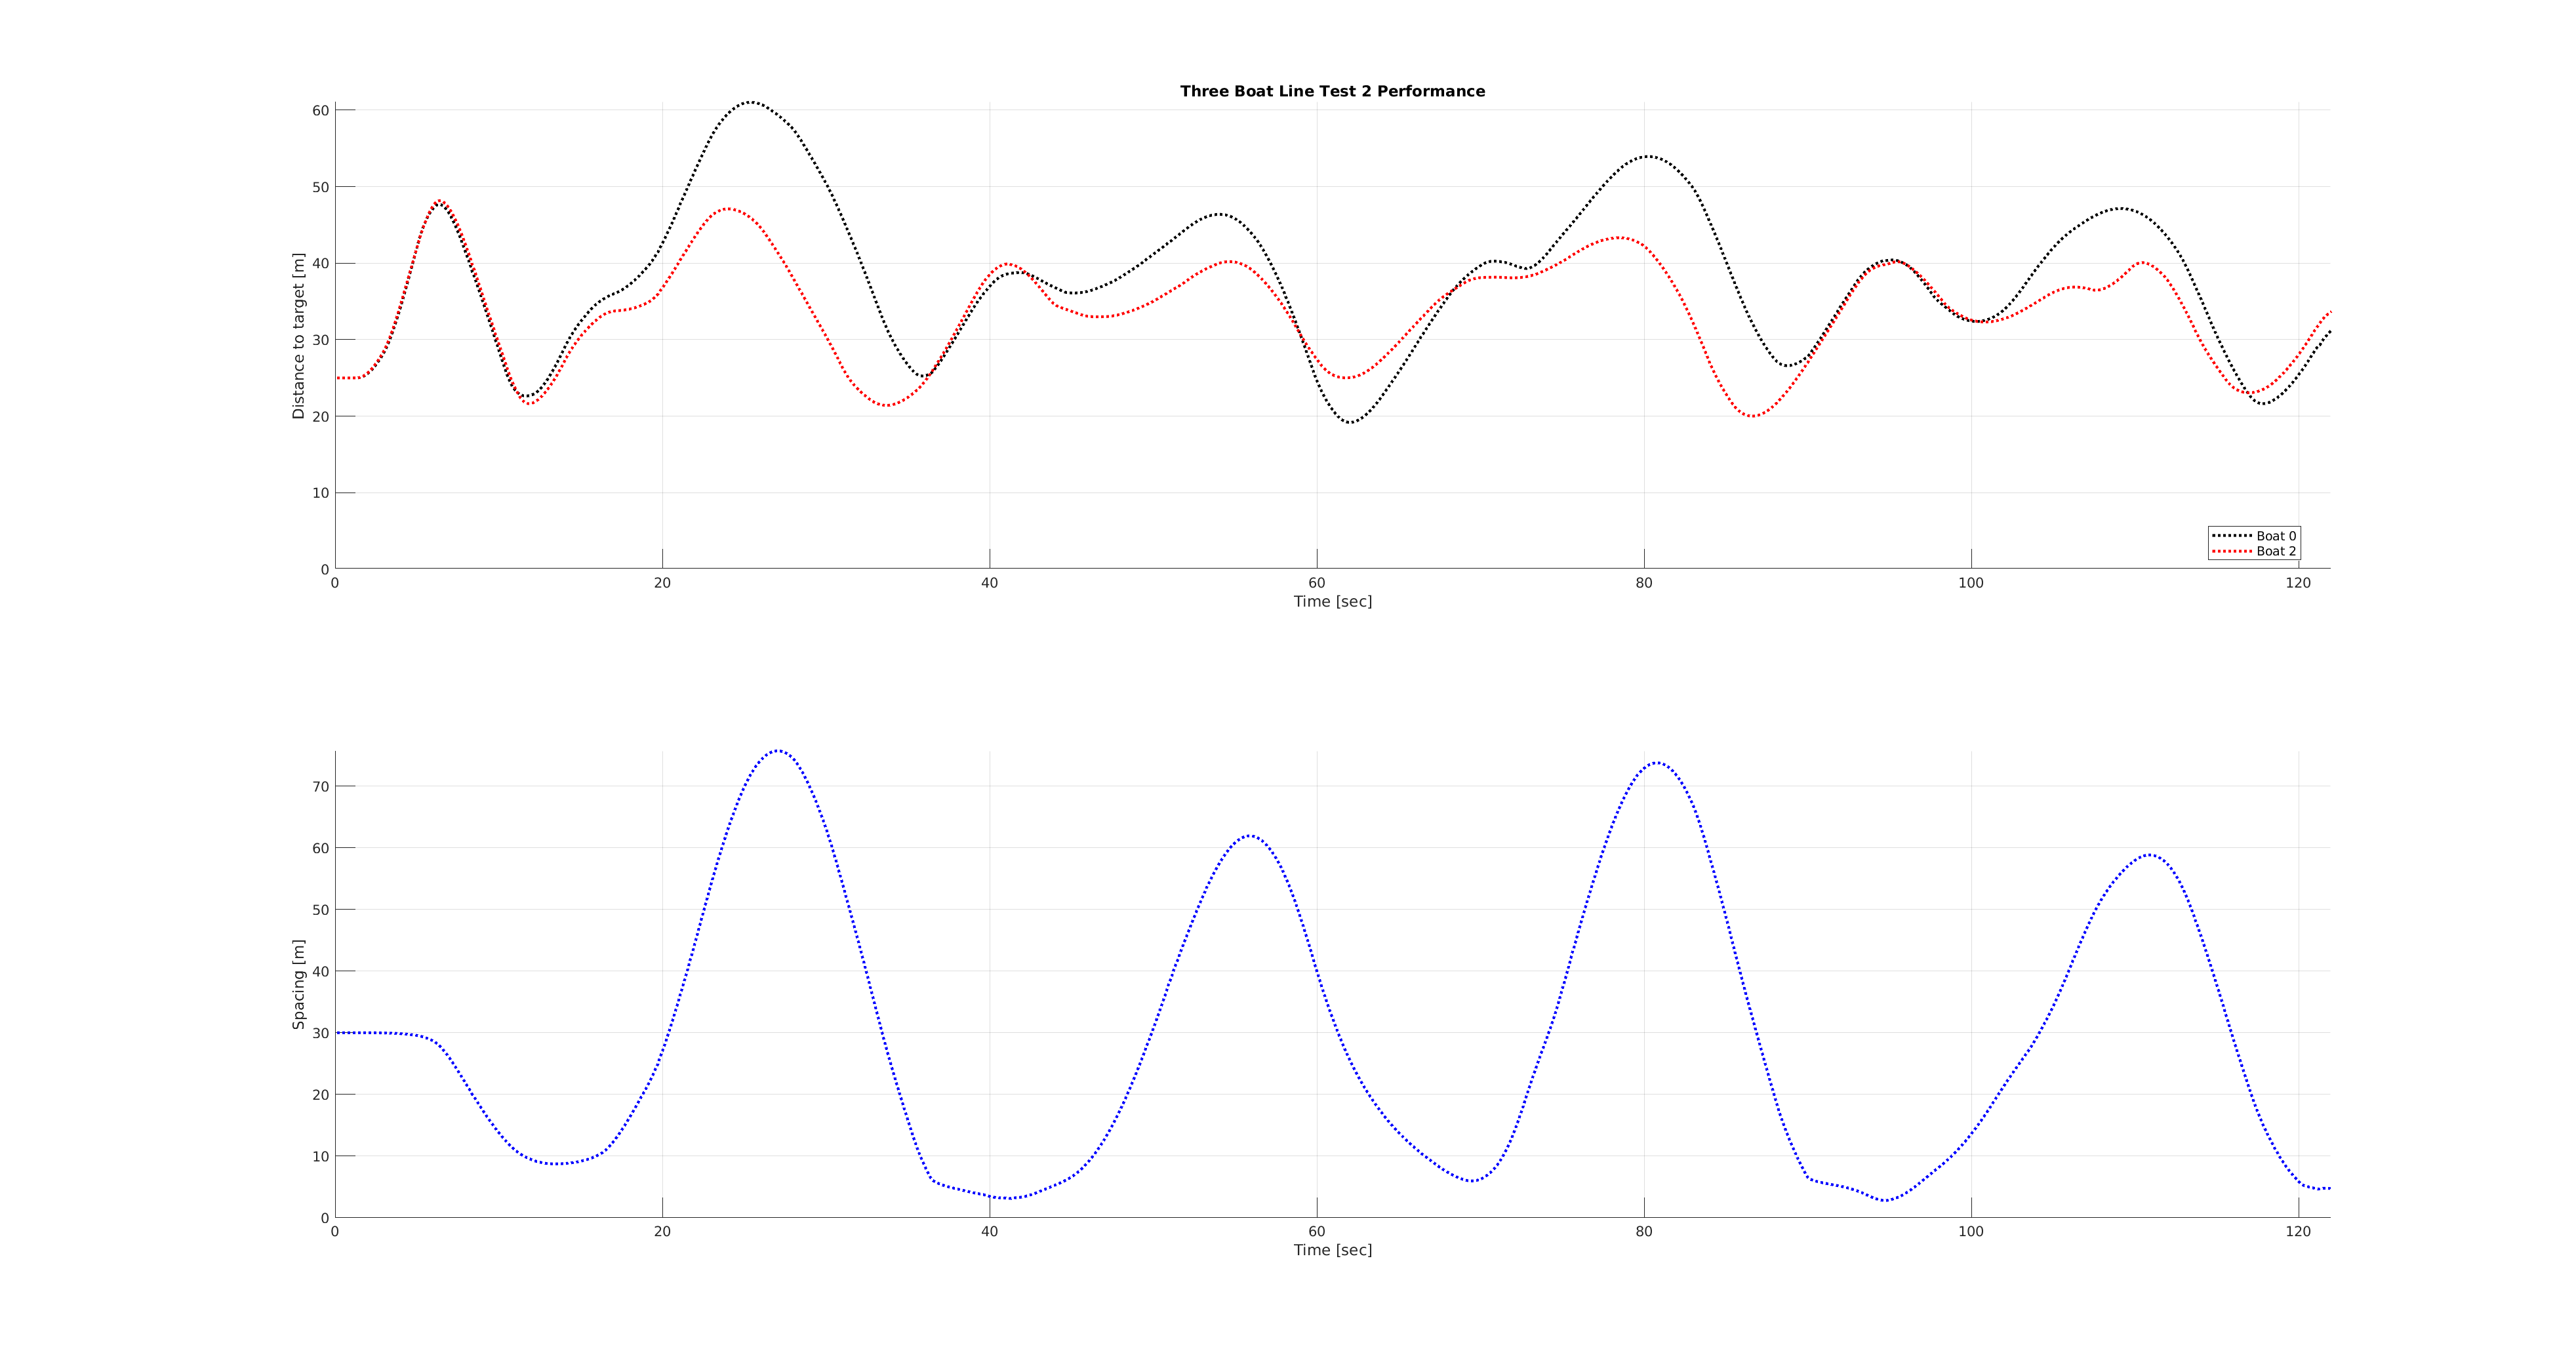 Three Boat Line Test 2 Performance
60
50
40
30
20
10
0
Distance to target [m]
Boat 0
Boat 2
0 20 40 60 80 100 120
Time [sec]
70
60
50
40
30
20
10
0
Spacing [m]
0 20 40 60 80 100 120
Time [sec]